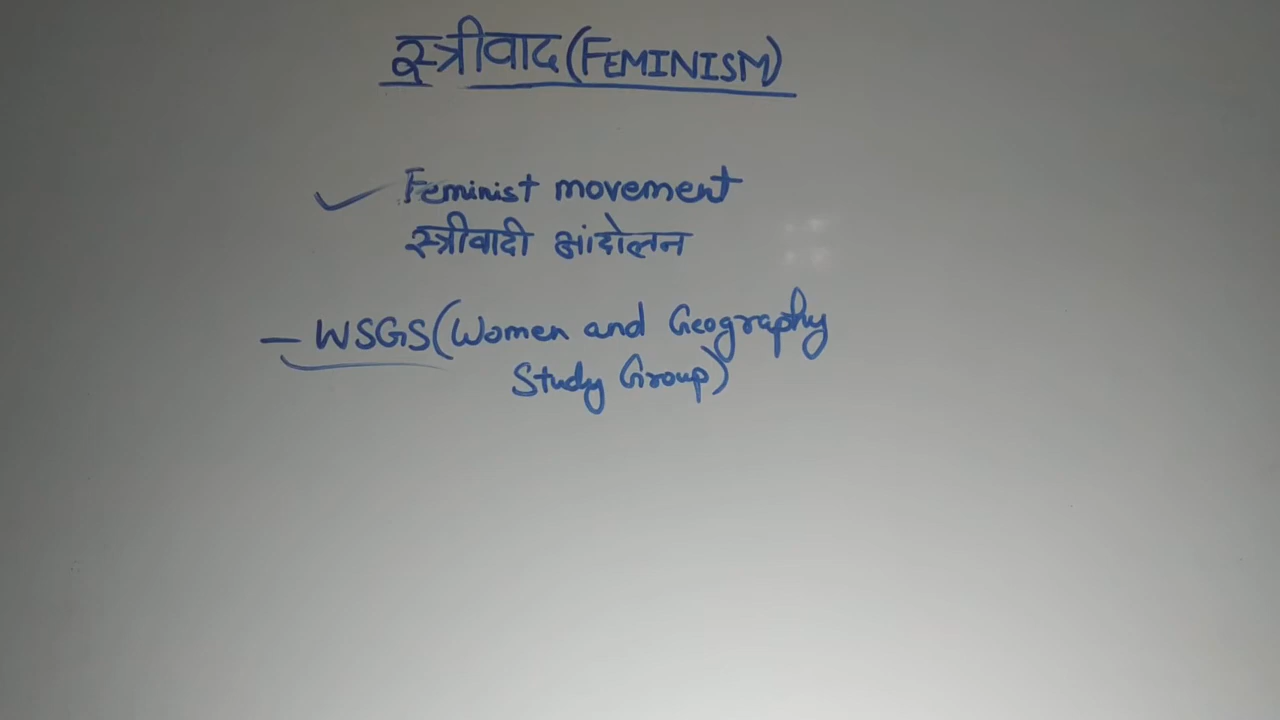 स्त्रीवाद (FEMINISM)
Feminist movement
स्त्रीवादी आंदोलन
— WSGS (Women and Geography
Study Group)